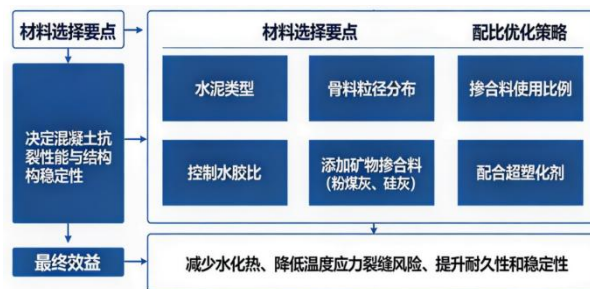 材料选择要点
决定混凝土抗
裂性能与结构
构稳定性
最终效益
材料选择要点
配比优化策略
水泥类型
骨料粒径分布
掺合料使用比例
控制水胶比
添加矿物掺合料
(粉煤灰、硅灰)
配合超塑化剂
减少水化热、降低温度应力裂缝风险、提升耐久性和稳定性